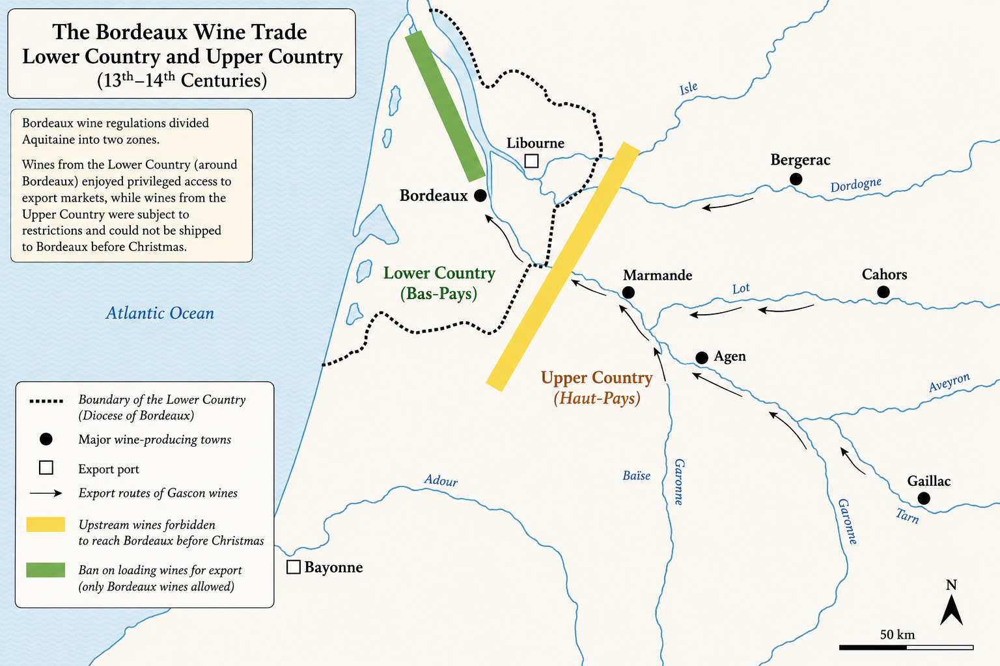 The Bordeaux Wine Trade
Lower Country and Upper Country
(13th–14th Centuries)
Bordeaux wine regulations divided
Aquitaine into two zones.
Wines from the Lower Country (around
Bordeaux) enjoyed privileged access to
export markets, while wines from the
Upper Country were subject to
restrictions and could not be shipped
to Bordeaux before Christmas.
Isle
Libourne
Bergerac
Dordogne
Bordeaux
Lower Country
(Bas-Pays)
Marmande
Lot
Cahors
Atlantic Ocean
Agen
Upper Country
(Haut-Pays)
Aveyron
Baïse
Garonne
Garonne
Gaillac
Tarn
Adour
Bayonne
Boundary of the Lower Country
(Diocese of Bordeaux)
Major wine-producing towns
Export port
Export routes of Gascon wines
Upstream wines forbidden
to reach Bordeaux before Christmas
Ban on loading wines for export
(only Bordeaux wines allowed)
N
50 km